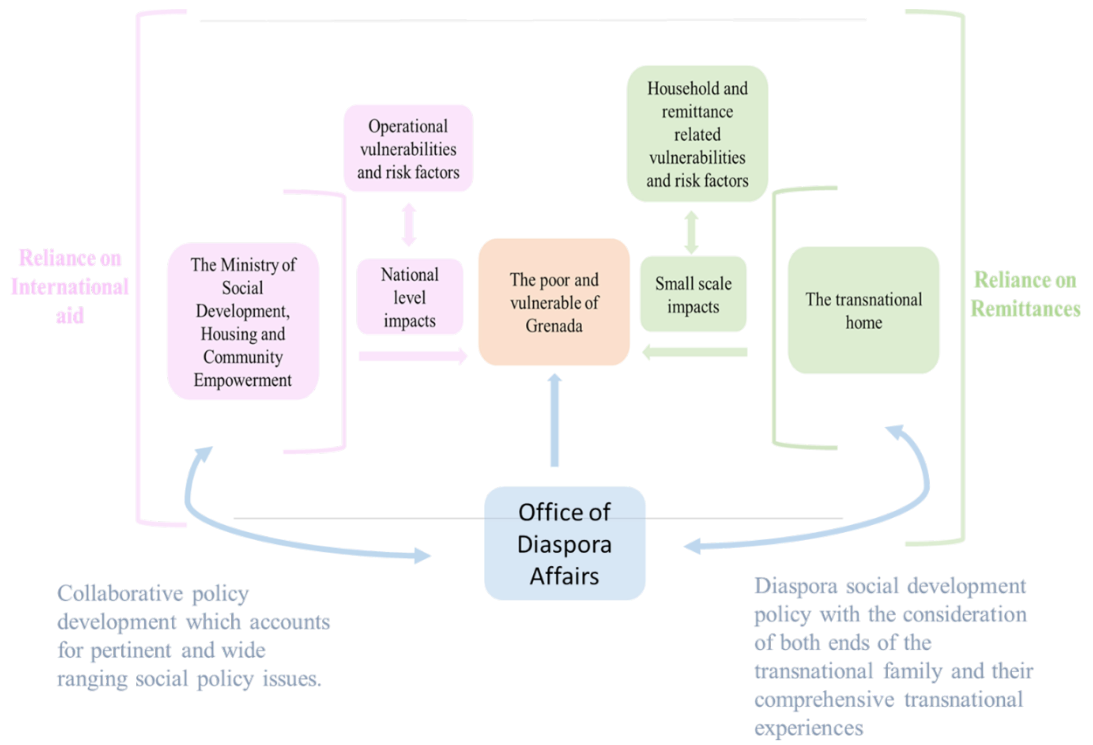 Household and
remittance
related
vulnerabilities
and risk factors
Operational
vulnerabilities
and risk factors
Reliance on
International
aid
The Ministry of
Social
Development,
Housing and
Community
Empowerment
National
level
impacts
The poor and
vulnerable of
Grenada
Small scale
impacts
The transnational
home
Reliance on
Remittances
Office of
Diaspora
Affairs
Collaborative policy
development which accounts
for pertinent and wide
ranging social policy issues.
Diaspora social development
policy with the consideration
of both ends of the
transnational family and their
comprehensive transnational
experiences